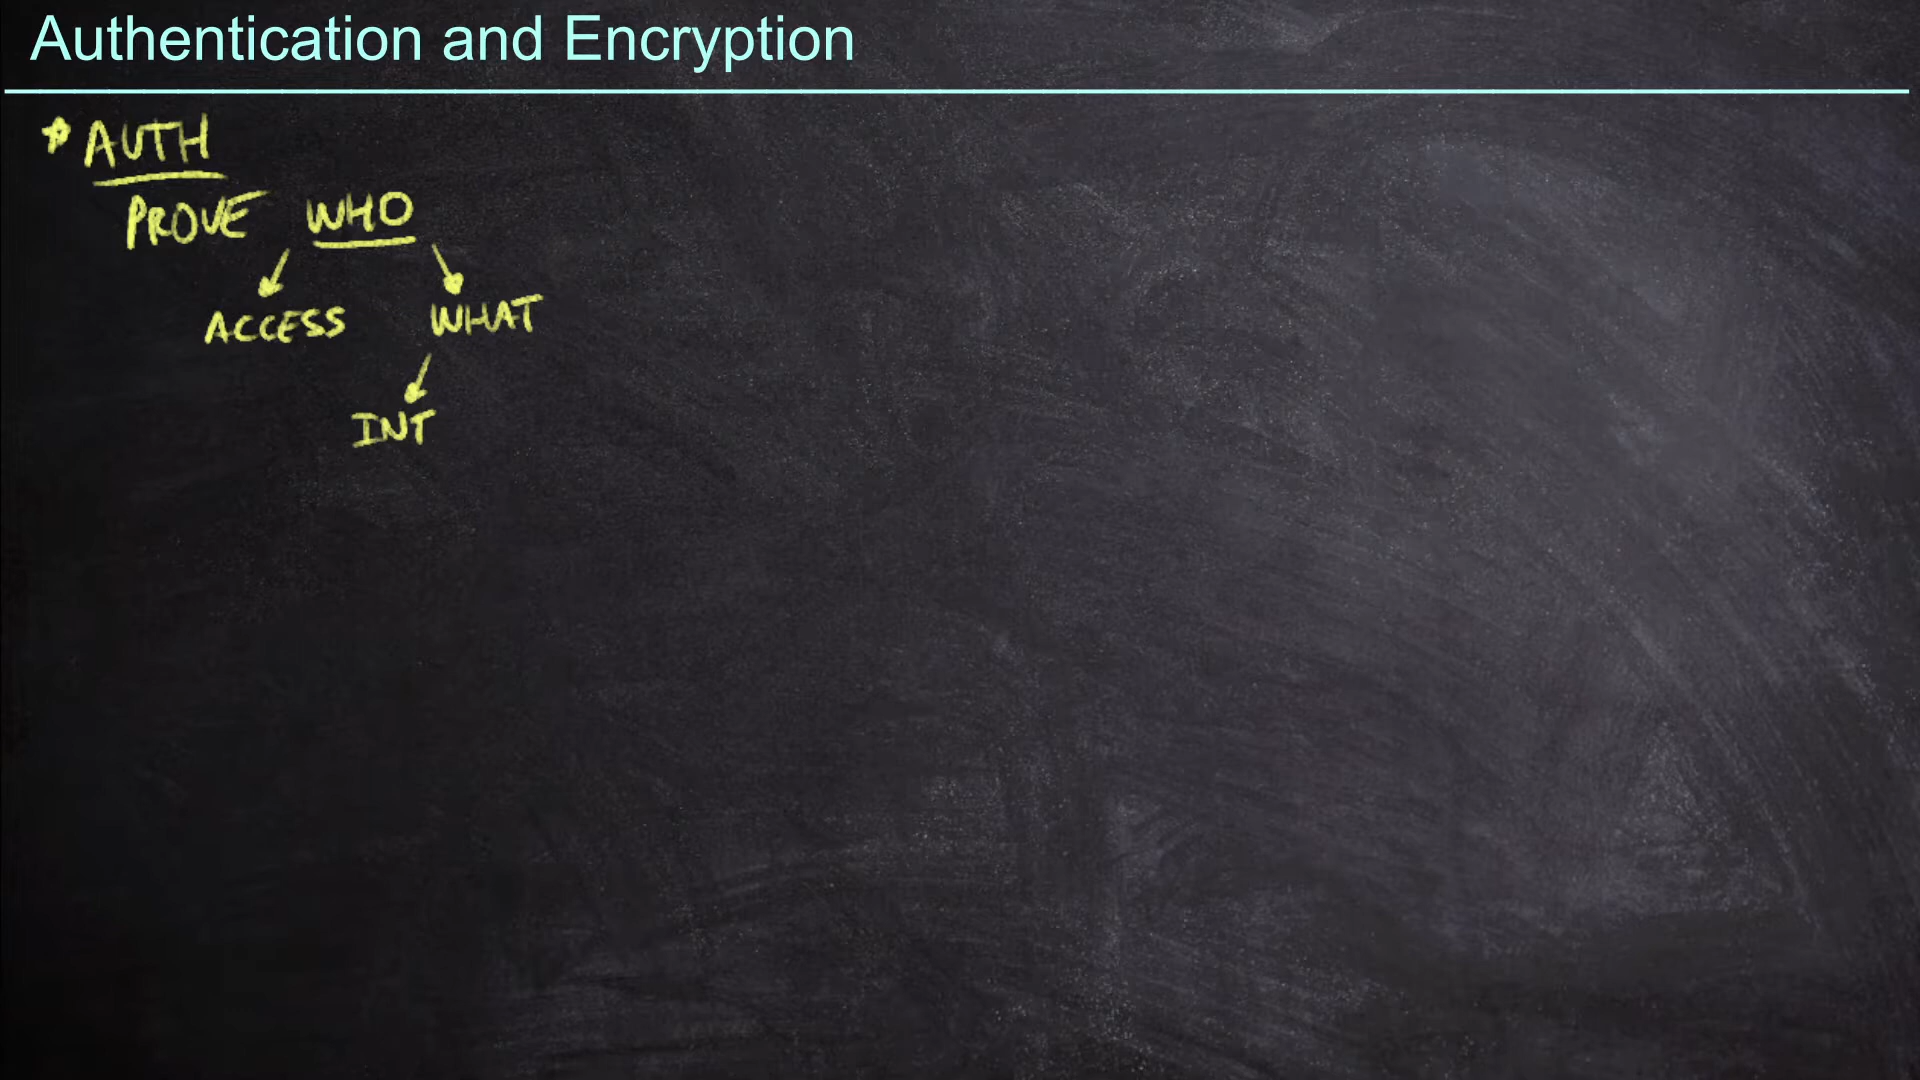 Authentication and Encryption
AUTH
PROVE WHO
ACCESS WHAT
INT